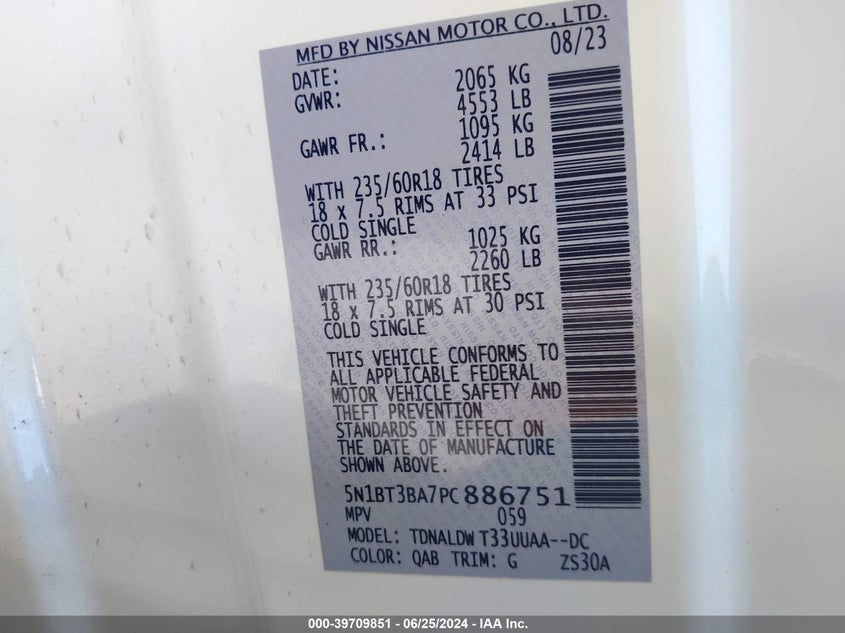 MFD BY NISSAN MOTOR CO., LTD.
DATE: 08/23
GVWR: 2065 KG
4553 LB
GAWR FR.: 1095 KG
2414 LB
WITH 235/60R18 TIRES
18 x 7.5 RIMS AT 33 PSI
COLD SINGLE
GAWR RR.: 1025 KG
2260 LB
WITH 235/60R18 TIRES
18 x 7.5 RIMS AT 30 PSI
COLD SINGLE
THIS VEHICLE CONFORMS TO
ALL APPLICABLE FEDERAL
MOTOR VEHICLE SAFETY AND
THEFT PREVENTION
STANDARDS IN EFFECT ON
THE DATE OF MANUFACTURE
SHOWN ABOVE.
5N1BT3BA7PC886751
MPV 059
MODEL: TDNALDW T33UUAA--DC
COLOR: QAB TRIM: G ZS30A
000-39709851 - 06/25/2024 - IAA Inc.